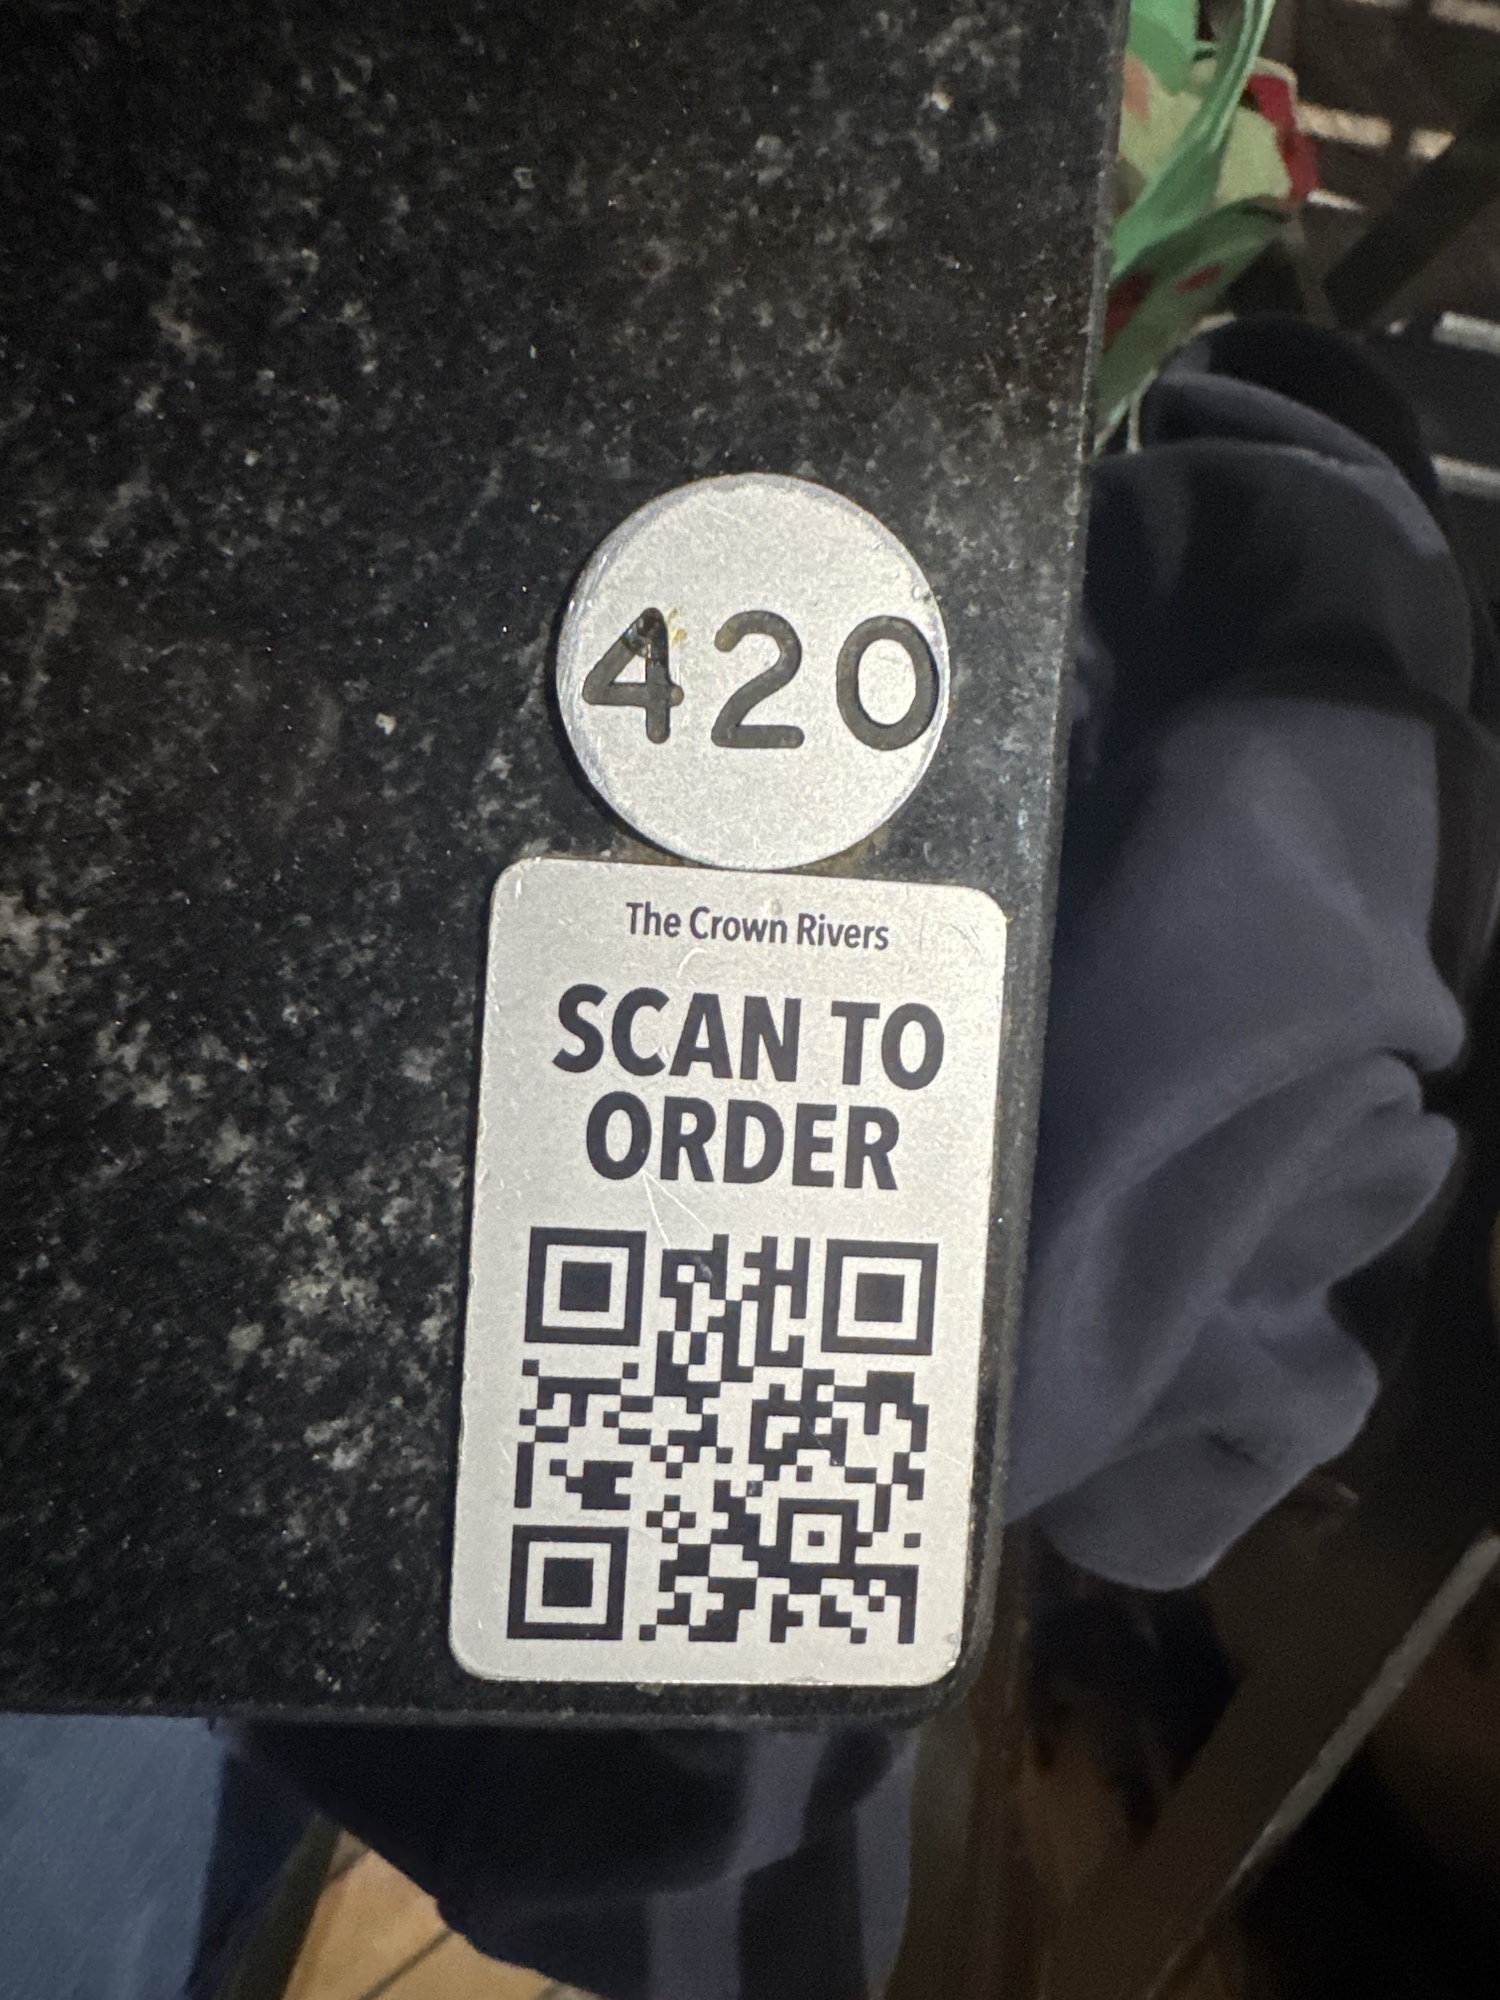 420
The Crown Rivers
SCAN TO
ORDER